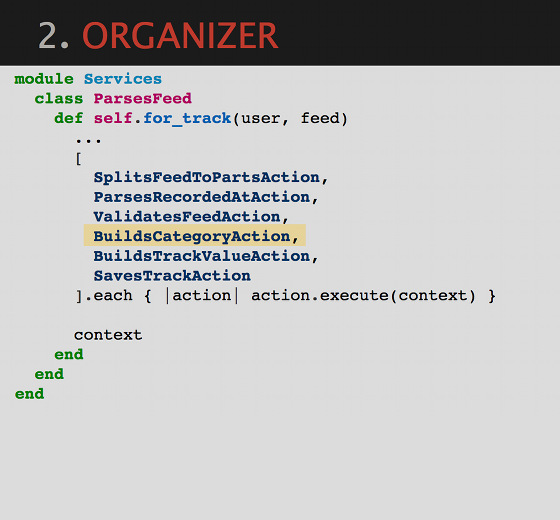 2. ORGANIZER
module Services
  class ParsesFeed
    def self.for_track(user, feed)
      ...
      [
        SplitsFeedToPartsAction,
        ParsesRecordedAtAction,
        ValidatesFeedAction,
        BuildsCategoryAction,
        BuildsTrackValueAction,
        SavesTrackAction
      ].each { |action| action.execute(context) }
      context
    end
  end
end